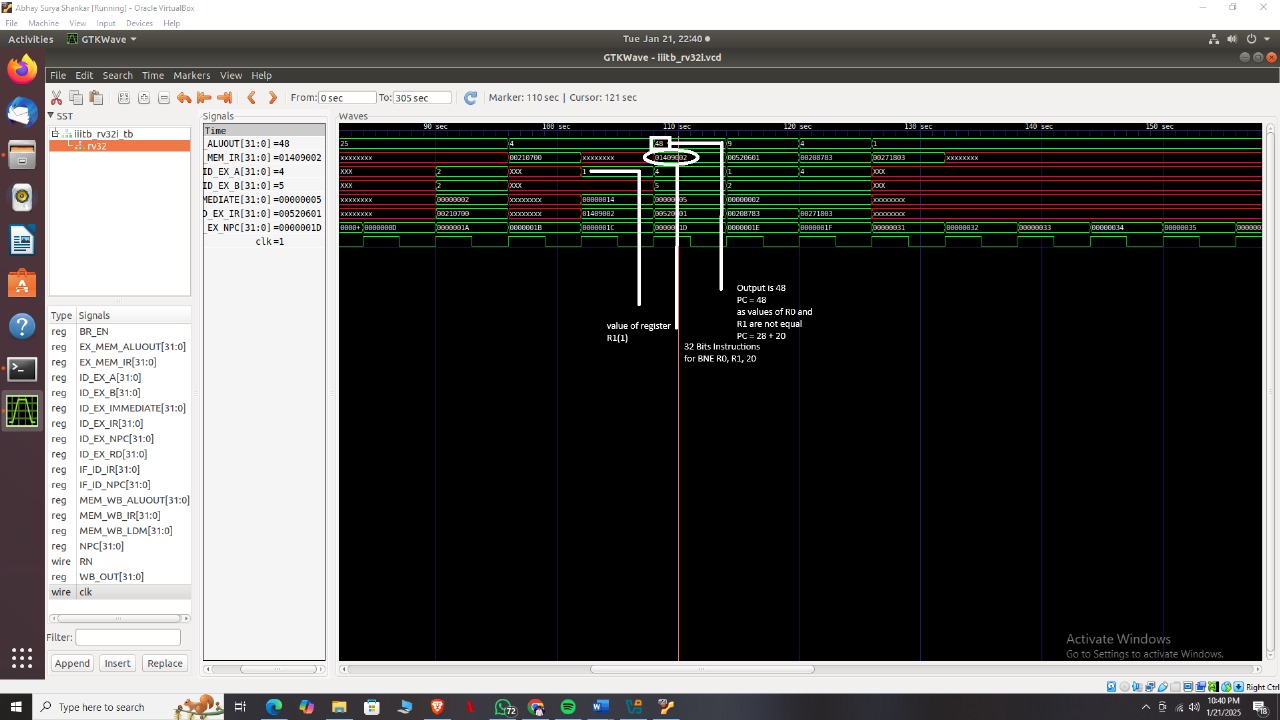 Abhay Surya Shankar [Running] - Oracle VirtualBox
File Machine View Input Devices Help
Activities GTKWave Tue Jan 21, 22:40
GTKWave - iiitb_rv32i.vcd
File Edit Search Time Markers View Help
From: 0 sec To: 305 sec Marker: 110 sec | Cursor: 121 sec
SST
iiitb_rv32i_tb
rv32
Type Signals
reg BR_EN
reg EX_MEM_ALUOUT[31:0]
reg EX_MEM_IR[31:0]
reg ID_EX_A[31:0]
reg ID_EX_B[31:0]
reg ID_EX_IMMEDIATE[31:0]
reg ID_EX_IR[31:0]
reg ID_EX_NPC[31:0]
reg ID_EX_RD[31:0]
reg IF_ID_IR[31:0]
reg IF_ID_NPC[31:0]
reg MEM_WB_ALUOUT[31:0]
reg MEM_WB_IR[31:0]
reg MEM_WB_LDM[31:0]
reg NPC[31:0]
wire RN
reg WB_OUT[31:0]
wire clk
Filter:
Append Insert Replace
Signals
Time
_ALUOUT[31:0] =48
_MEM_IR[31:0] =01409002
ID_EX_A[31:0] =4
ID_EX_B[31:0] =5
MEDIATE[31:0] =00000005
D_EX_IR[31:0] =00520601
_EX_NPC[31:0] =0000001D
clk =1
Waves
90 sec 100 sec 110 sec 120 sec 130 sec 140 sec 150 sec
25 4 48 9 4 1
xxxxxxxx 00210700 xxxxxxxx 01409002 00520601 00208783 00271803 xxxxxxxx
XXX 2 XXX 1 4 1 4 XXX
XXX 2 XXX 5 2 XXX
xxxxxxxx 00000002 xxxxxxxx 00000014 00000005 00000002 xxxxxxxx
xxxxxxxx 00210700 xxxxxxxx 01409002 00520601 00208783 00271803 xxxxxxxx
0000+ 0000000D 0000001A 0000001B 0000001C 0000001D 0000001E 0000001F 00000031 00000032 00000033 00000034 00000035
value of register
R1(1)
32 Bits Instructions
for BNE R0, R1, 20
Output is 48
PC = 48
as values of R0 and
R1 are not equal
PC = 28 + 20
Activate Windows
Go to Settings to activate Windows.
Right Ctrl
Type here to search
72
10:40 PM
1/21/2025
18